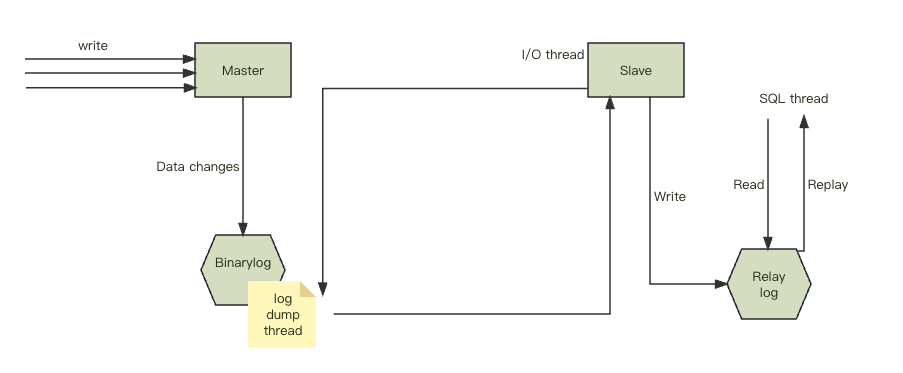 write
Master
I/O thread
Slave
SQL thread
Data changes
Write
Read
Replay
Binarylog
log
dump
thread
Relay
log